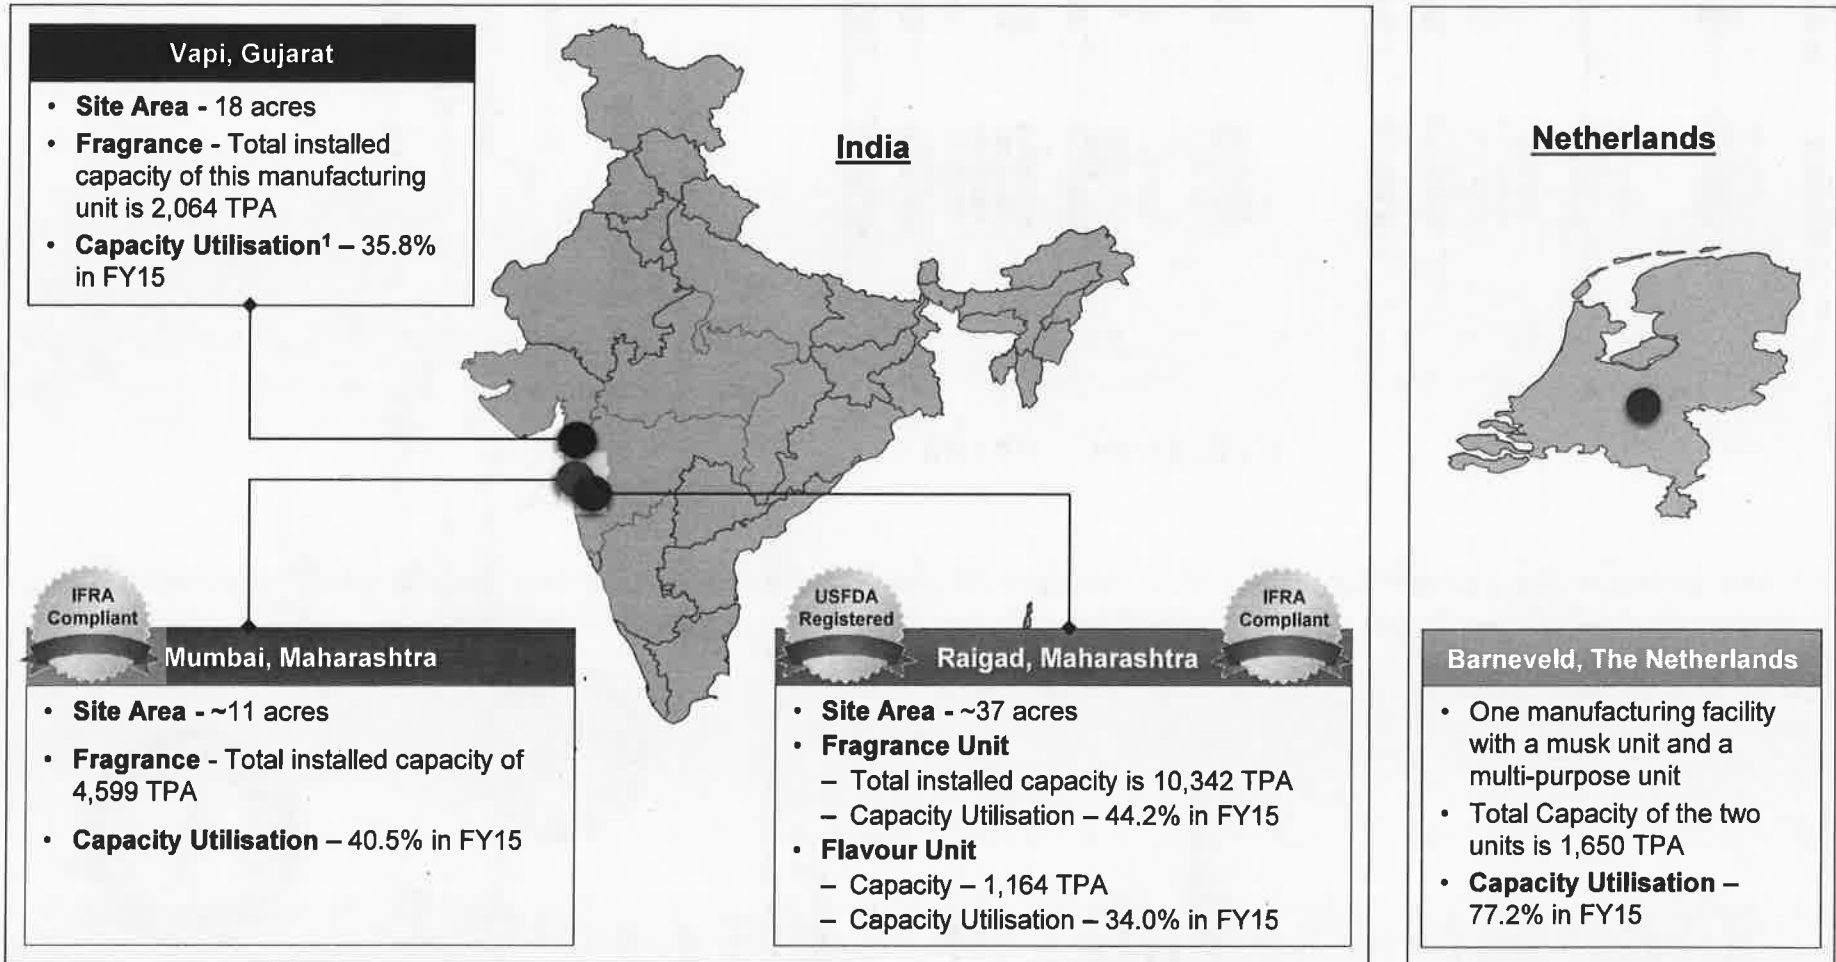 Vapi, Gujarat
• Site Area - 18 acres
• Fragrance - Total installed
capacity of this manufacturing
unit is 2,064 TPA
• Capacity Utilisation¹ – 35.8%
in FY15
India
Netherlands
IFRA
Compliant
Mumbai, Maharashtra
• Site Area - ~11 acres
• Fragrance - Total installed capacity of
4,599 TPA
• Capacity Utilisation – 40.5% in FY15
USFDA
Registered
IFRA
Compliant
Raigad, Maharashtra
• Site Area - ~37 acres
• Fragrance Unit
– Total installed capacity is 10,342 TPA
– Capacity Utilisation – 44.2% in FY15
• Flavour Unit
– Capacity – 1,164 TPA
– Capacity Utilisation – 34.0% in FY15
Barneveld, The Netherlands
• One manufacturing facility
with a musk unit and a
multi-purpose unit
• Total Capacity of the two
units is 1,650 TPA
• Capacity Utilisation –
77.2% in FY15